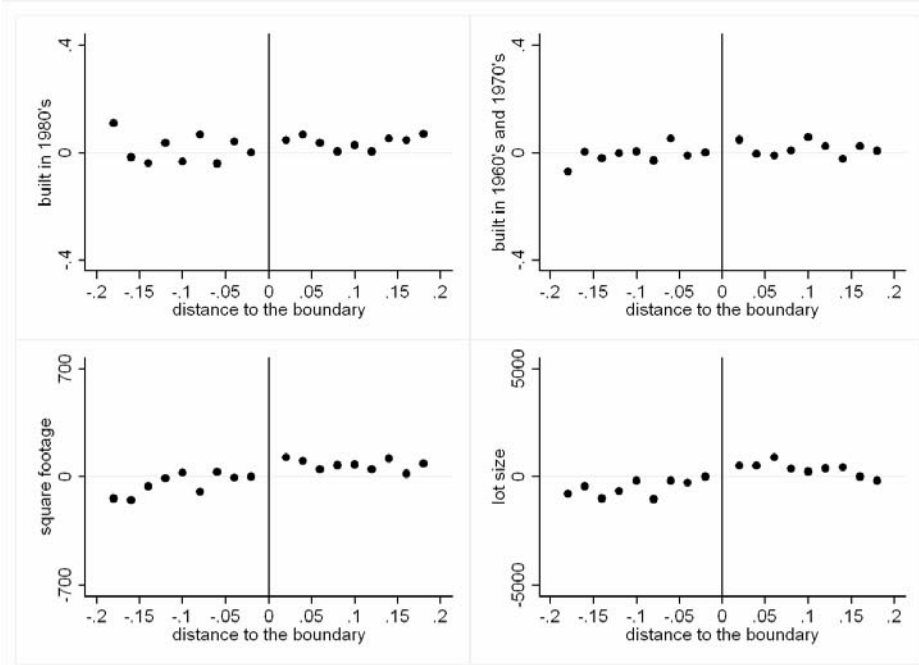 built in 1980's
.4
0
-.4
-.2 -.15 -.1 -.05 0 .05 .1 .15 .2
distance to the boundary
built in 1960's and 1970's
.4
0
-.4
-.2 -.15 -.1 -.05 0 .05 .1 .15 .2
distance to the boundary
square footage
700
0
-700
-.2 -.15 -.1 -.05 0 .05 .1 .15 .2
distance to the boundary
lot size
5000
0
-5000
-.2 -.15 -.1 -.05 0 .05 .1 .15 .2
distance to the boundary